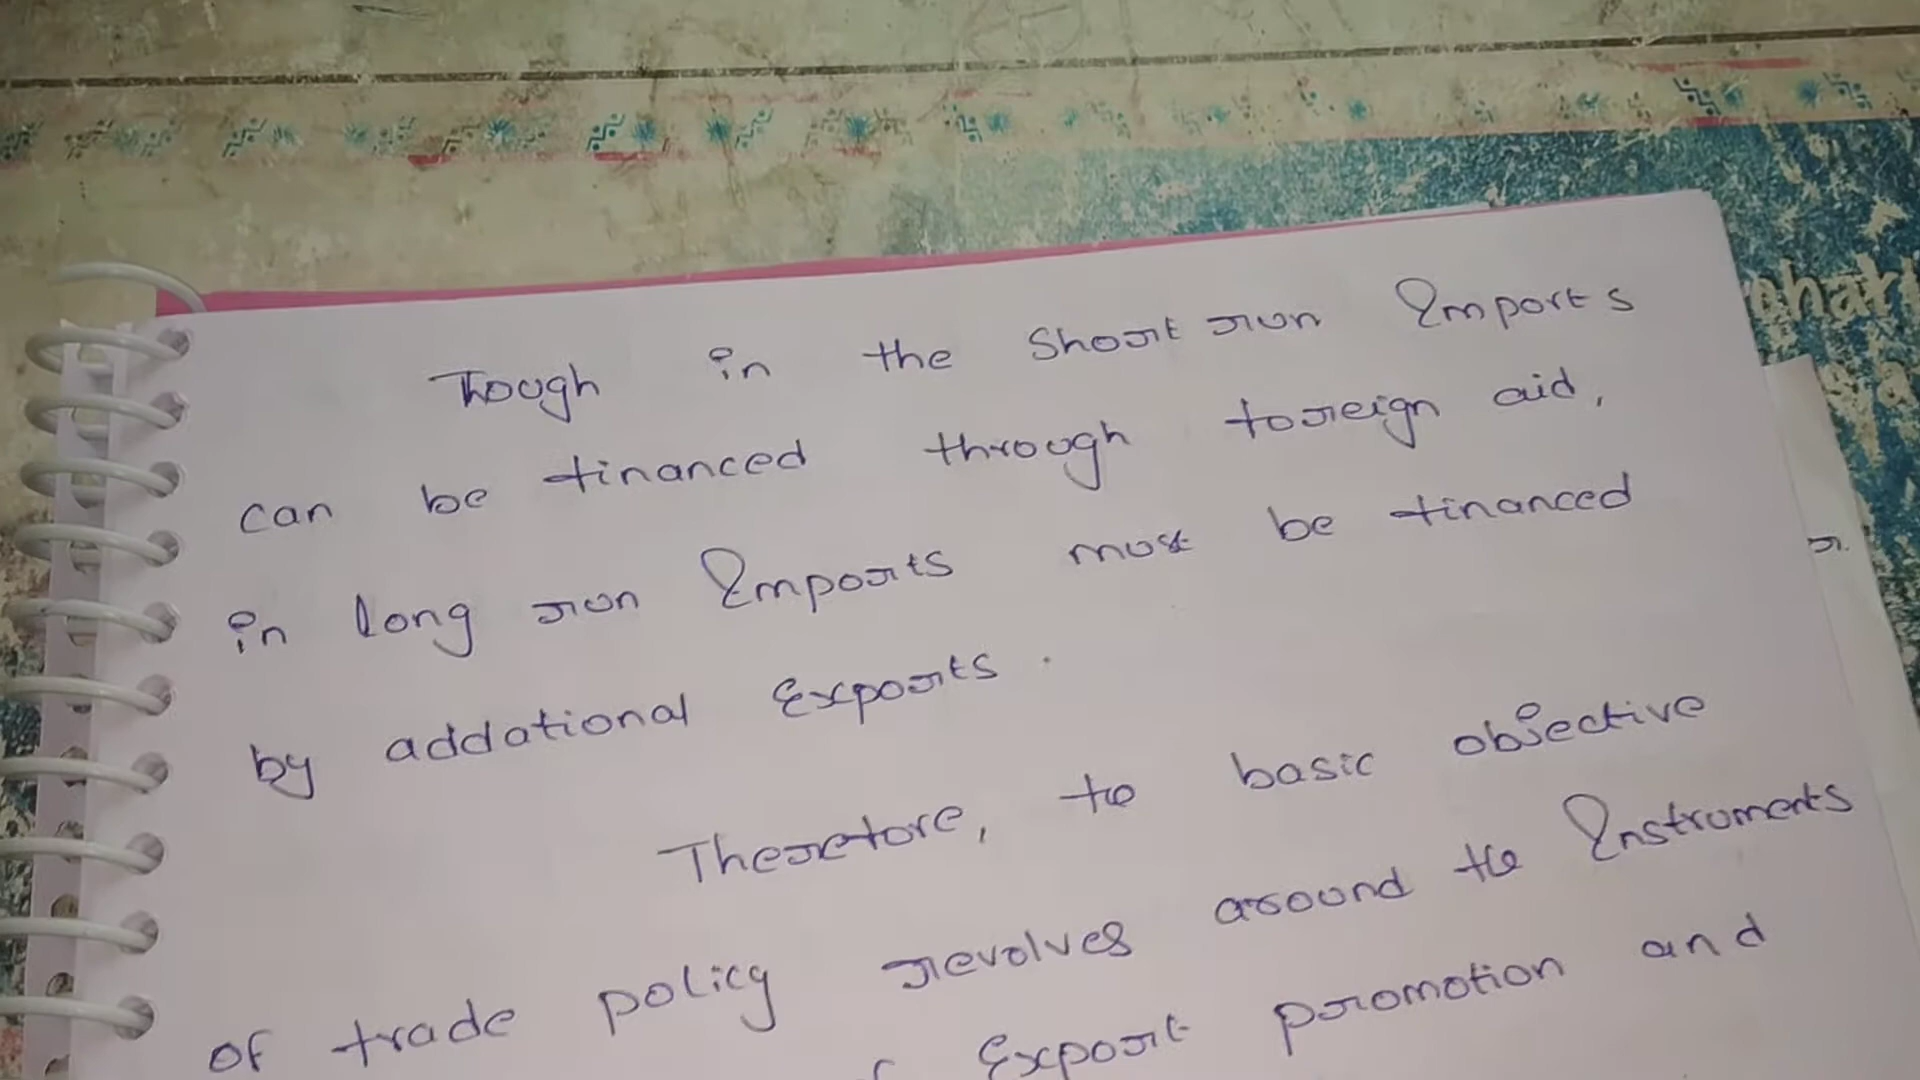 Though in the Short run Imports
can be financed through foreign aid,
in long run Imports must be financed
by addational Exports.
Therefore, to basic objective
of trade policy revolves around the Instruments
Export promotion and